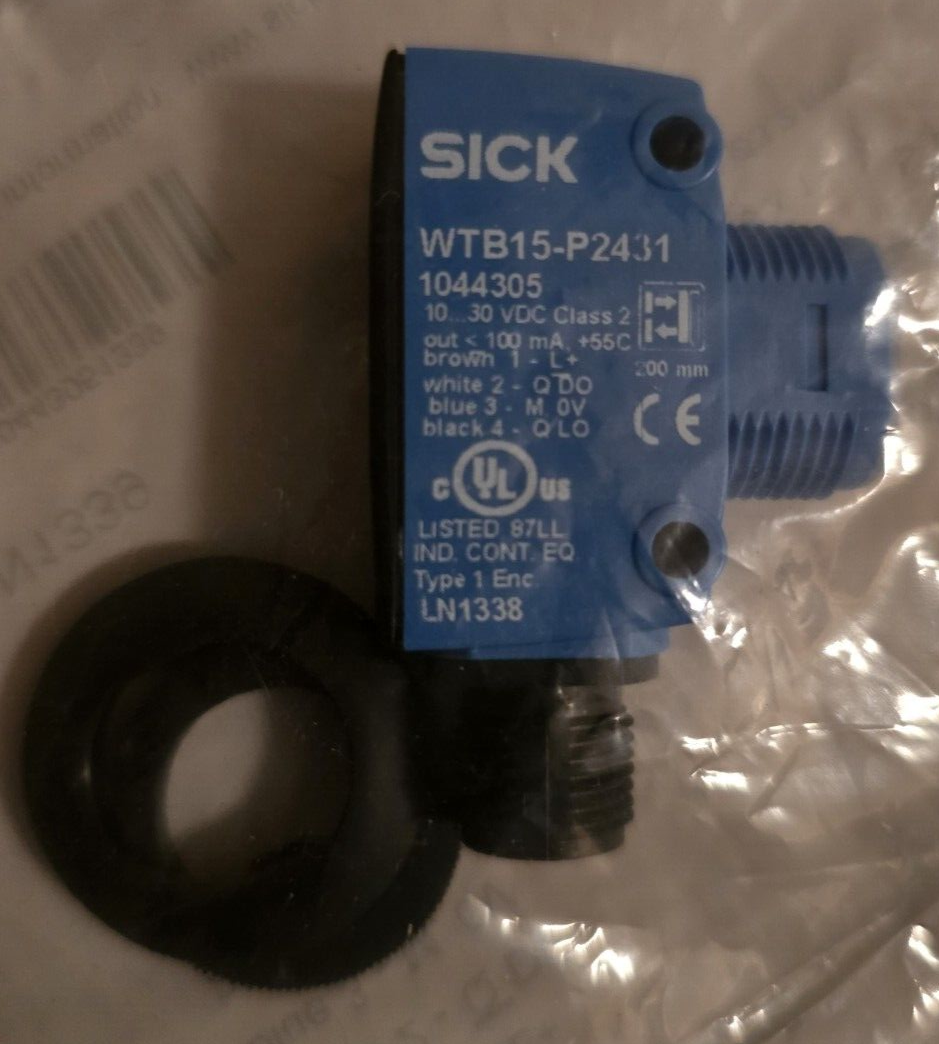 SICK
WTB15-P2431
1044305
10...30 VDC Class 2
out < 100 mA, +55C
brown 1 - L+
200 mm
white 2 - Q̅ DO
blue 3 - M 0V
black 4 - Q LO
CE
C UL US
LISTED 87LL
IND. CONT. EQ
Type 1 Enc.
LN1338